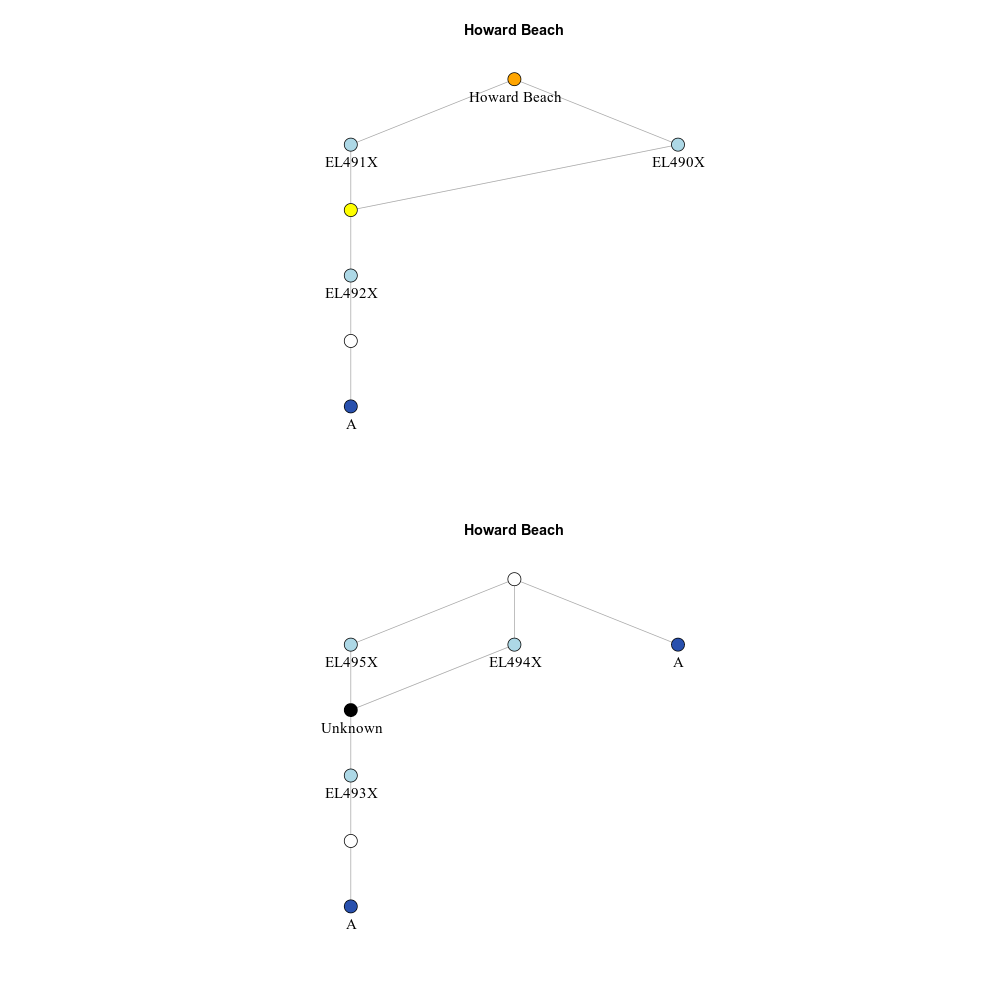 Howard Beach
Howard Beach
EL491X
EL490X
EL492X
A
Howard Beach
EL495X
EL494X
A
Unknown
EL493X
A